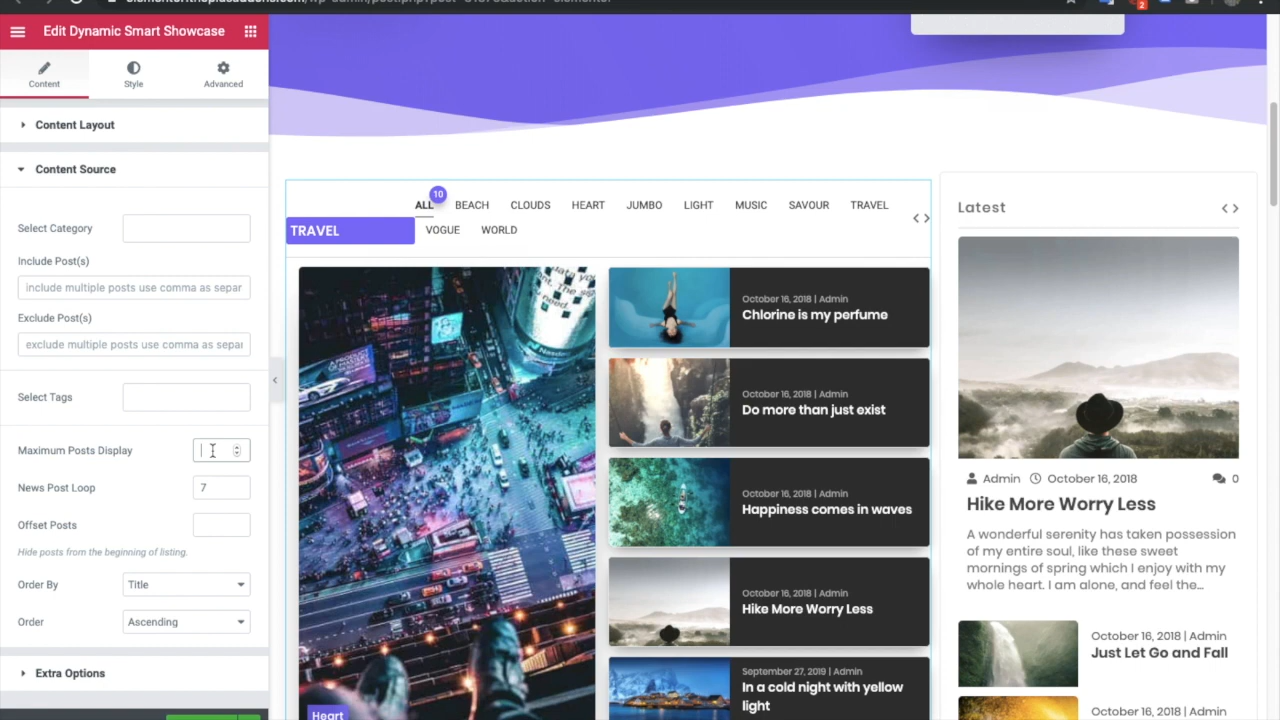 Edit Dynamic Smart Showcase
Content
Style
Advanced
Content Layout
Content Source
Select Category
Include Post(s)
include multiple posts use comma as separ
Exclude Post(s)
exclude multiple posts use comma as separ
Select Tags
Maximum Posts Display
News Post Loop
7
Offset Posts
Hide posts from the beginning of listing.
Order By
Title
Order
Ascending
Extra Options
2
10
ALL
BEACH
CLOUDS
HEART
JUMBO
LIGHT
MUSIC
SAVOUR
TRAVEL
TRAVEL
VOGUE
WORLD
Heart
October 16, 2018 | Admin
Chlorine is my perfume
October 16, 2018 | Admin
Do more than just exist
October 16, 2018 | Admin
Happiness comes in waves
October 16, 2018 | Admin
Hike More Worry Less
September 27, 2019 | Admin
In a cold night with yellow
light
Latest
Admin
October 16, 2018
0
Hike More Worry Less
A wonderful serenity has taken possession
of my entire soul, like these sweet
mornings of spring which I enjoy with my
whole heart. I am alone, and feel the...
October 16, 2018 | Admin
Just Let Go and Fall
October 16, 2018 | Admin